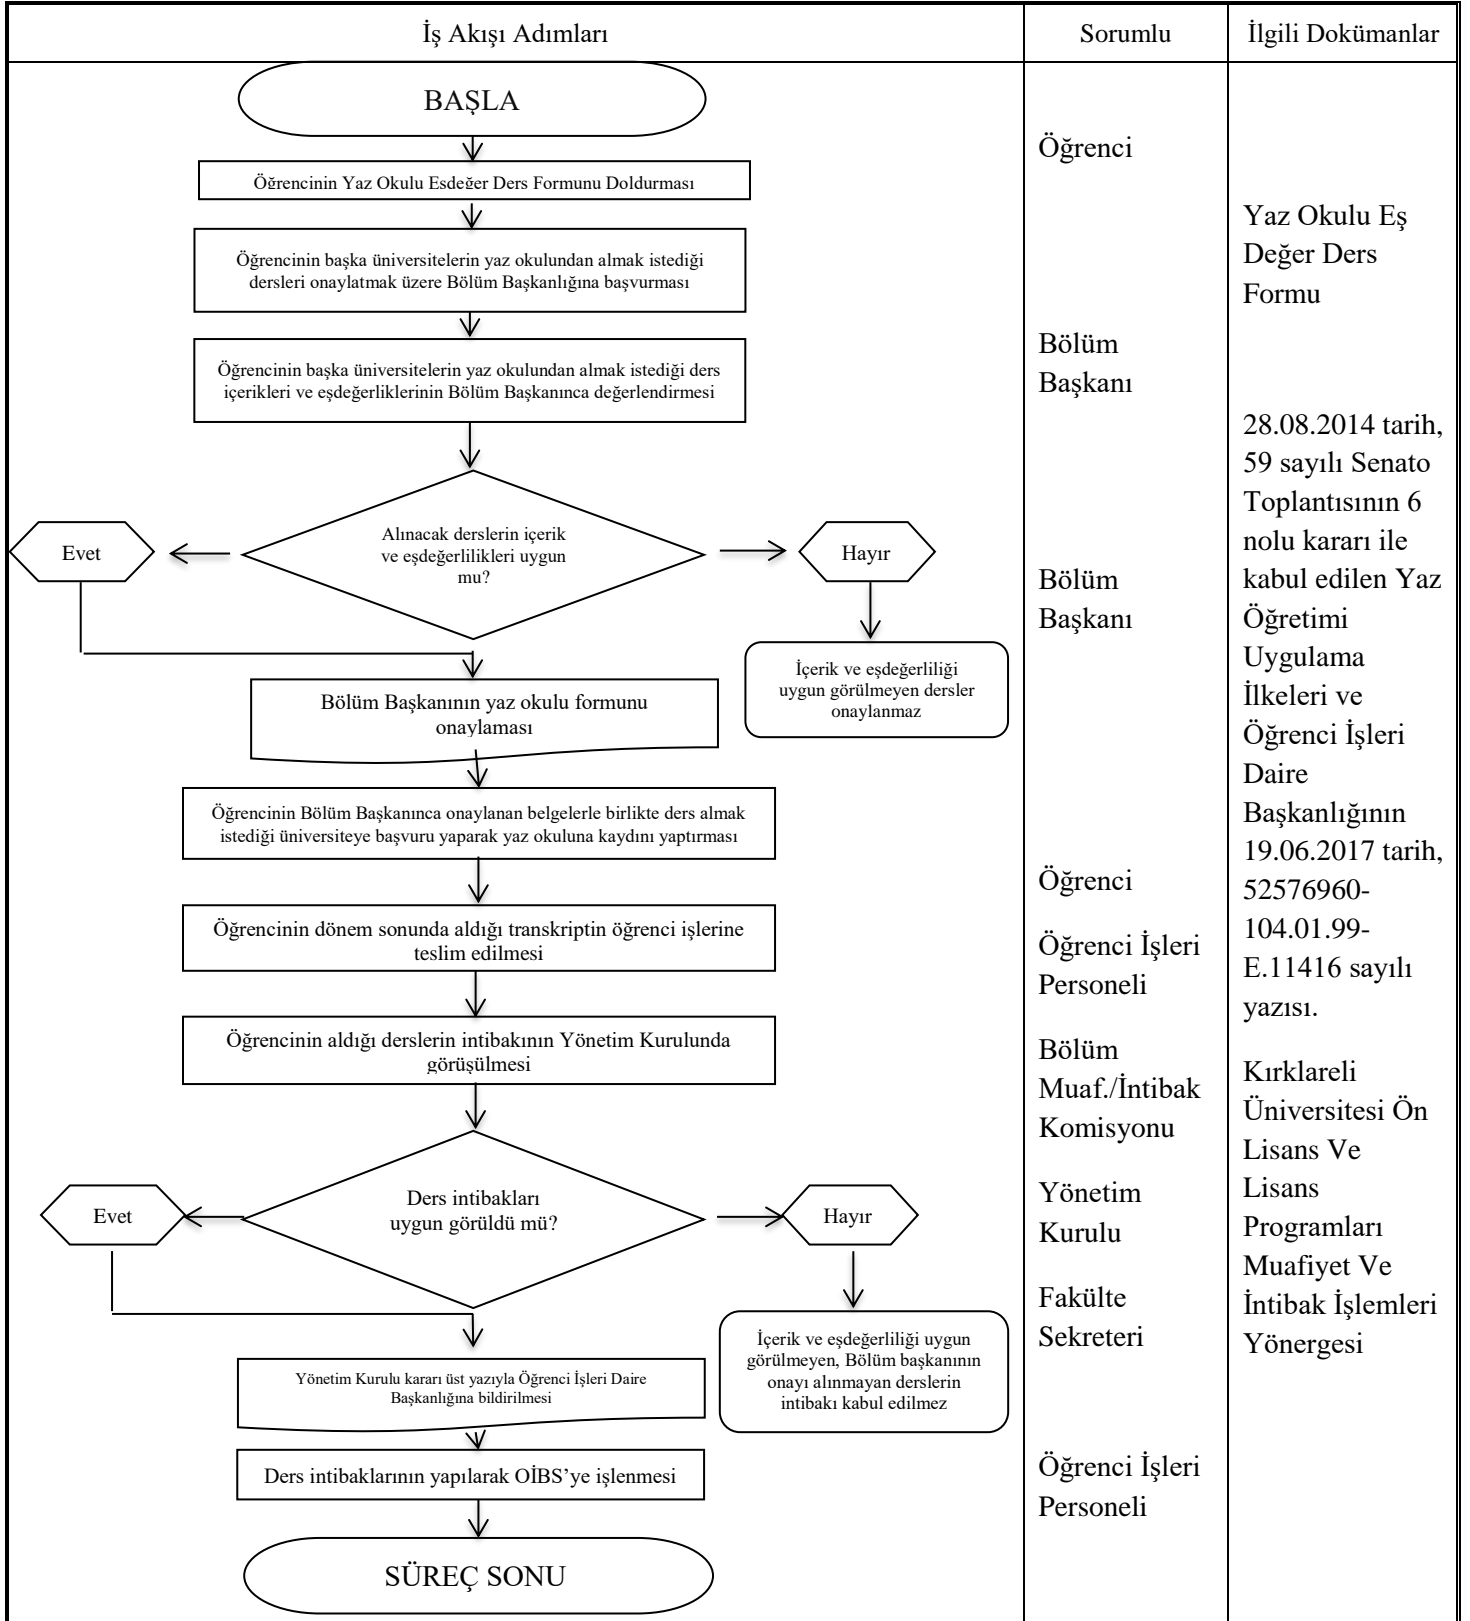 İş Akışı Adımları
Sorumlu
İlgili Dokümanlar
BAŞLA
Öğrencinin Yaz Okulu Eşdeğer Ders Formunu Doldurması
Öğrencinin başka üniversitelerin yaz okulundan almak istediği
dersleri onaylatmak üzere Bölüm Başkanlığına başvurması
Öğrencinin başka üniversitelerin yaz okulundan almak istediği ders
içerikleri ve eşdeğerliklerinin Bölüm Başkanınca değerlendirmesi
Alınacak derslerin içerik
ve eşdeğerlilikleri uygun
mu?
Evet
Hayır
İçerik ve eşdeğerliliği
uygun görülmeyen dersler
onaylanmaz
Bölüm Başkanının yaz okulu formunu
onaylaması
Öğrencinin Bölüm Başkanınca onaylanan belgelerle birlikte ders almak
istediği üniversiteye başvuru yaparak yaz okuluna kaydını yaptırması
Öğrencinin dönem sonunda aldığı transkriptin öğrenci işlerine
teslim edilmesi
Öğrencinin aldığı derslerin intibakının Yönetim Kurulunda
görüşülmesi
Ders intibakları
uygun görüldü mü?
Evet
Hayır
İçerik ve eşdeğerliliği uygun
görülmeyen, Bölüm başkanının
onayı alınmayan derslerin
intibakı kabul edilmez
Yönetim Kurulu kararı üst yazıyla Öğrenci İşleri Daire
Başkanlığına bildirilmesi
Ders intibaklarının yapılarak OİBS’ye işlenmesi
SÜREÇ SONU
Öğrenci
Bölüm
Başkanı
Bölüm
Başkanı
Öğrenci
Öğrenci İşleri
Personeli
Bölüm
Muaf./İntibak
Komisyonu
Yönetim
Kurulu
Fakülte
Sekreteri
Öğrenci İşleri
Personeli
Yaz Okulu Eş
Değer Ders
Formu
28.08.2014 tarih,
59 sayılı Senato
Toplantısının 6
nolu kararı ile
kabul edilen Yaz
Öğretimi
Uygulama
İlkeleri ve
Öğrenci İşleri
Daire
Başkanlığının
19.06.2017 tarih,
52576960-
104.01.99-
E.11416 sayılı
yazısı.
Kırklareli
Üniversitesi Ön
Lisans Ve
Lisans
Programları
Muafiyet Ve
İntibak İşlemleri
Yönergesi